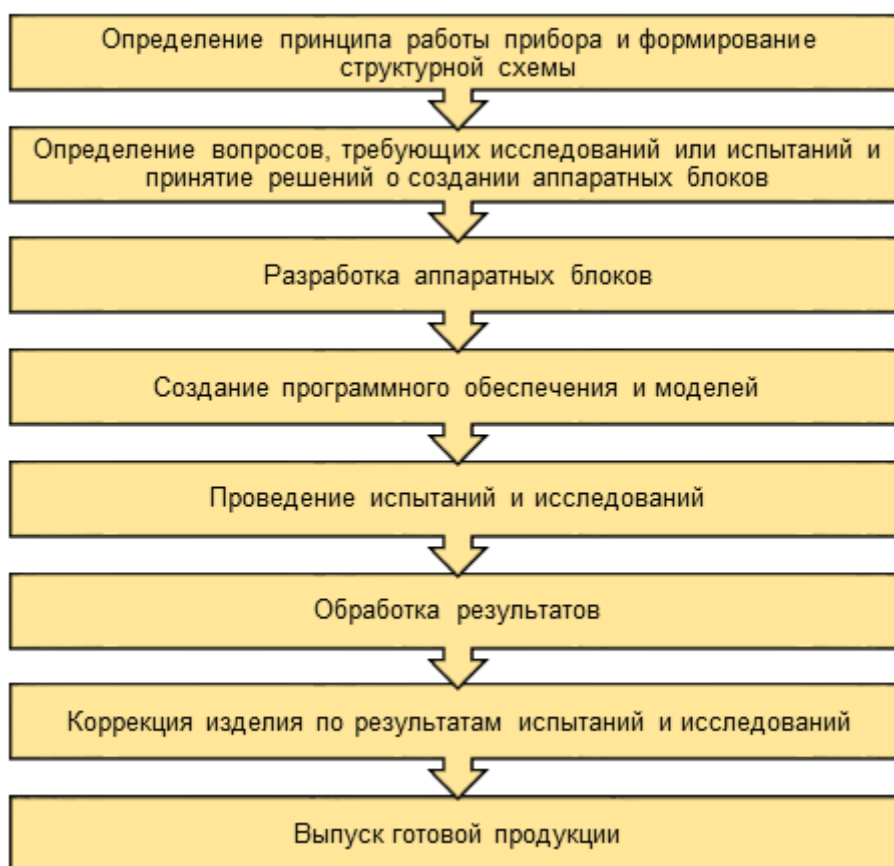 Определение принципа работы прибора и формирование
структурной схемы
Определение вопросов, требующих исследований или испытаний и
принятие решений о создании аппаратных блоков
Разработка аппаратных блоков
Создание программного обеспечения и моделей
Проведение испытаний и исследований
Обработка результатов
Коррекция изделия по результатам испытаний и исследований
Выпуск готовой продукции